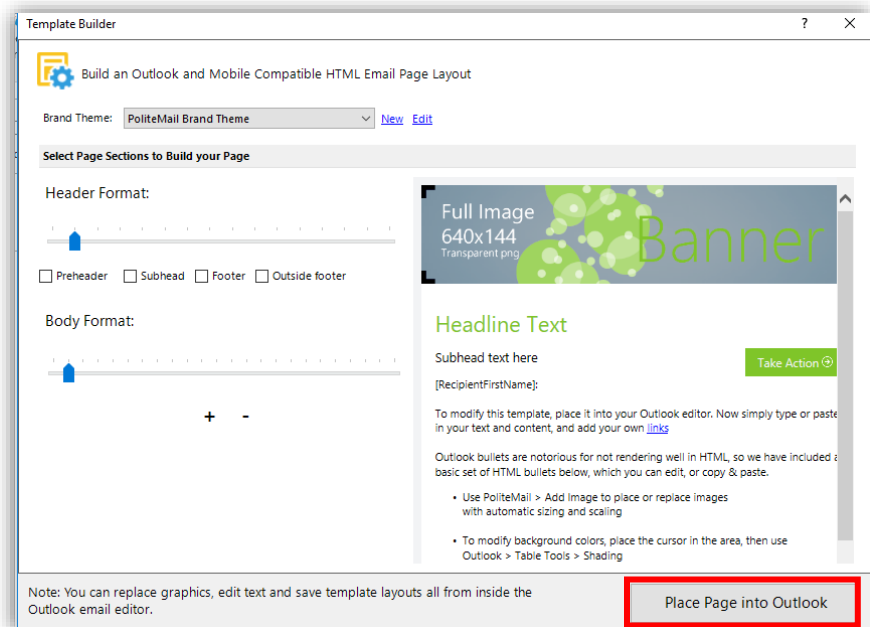 Template Builder
? ×
Build an Outlook and Mobile Compatible HTML Email Page Layout
Brand Theme: PoliteMail Brand Theme New Edit
Select Page Sections to Build your Page
Header Format:
Preheader Subhead Footer Outside footer
Body Format:
+ -
Full Image
640x144
Transparent png
Banner
Headline Text
Subhead text here
Take Action
[RecipientFirstName]:
To modify this template, place it into your Outlook editor. Now simply type or paste
in your text and content, and add your own links
Outlook bullets are notorious for not rendering well in HTML, so we have included a
basic set of HTML bullets below, which you can edit, or copy & paste.
• Use PoliteMail > Add Image to place or replace images
with automatic sizing and scaling
• To modify background colors, place the cursor in the area, then use
Outlook > Table Tools > Shading
Note: You can replace graphics, edit text and save template layouts all from inside the
Outlook email editor.
Place Page into Outlook